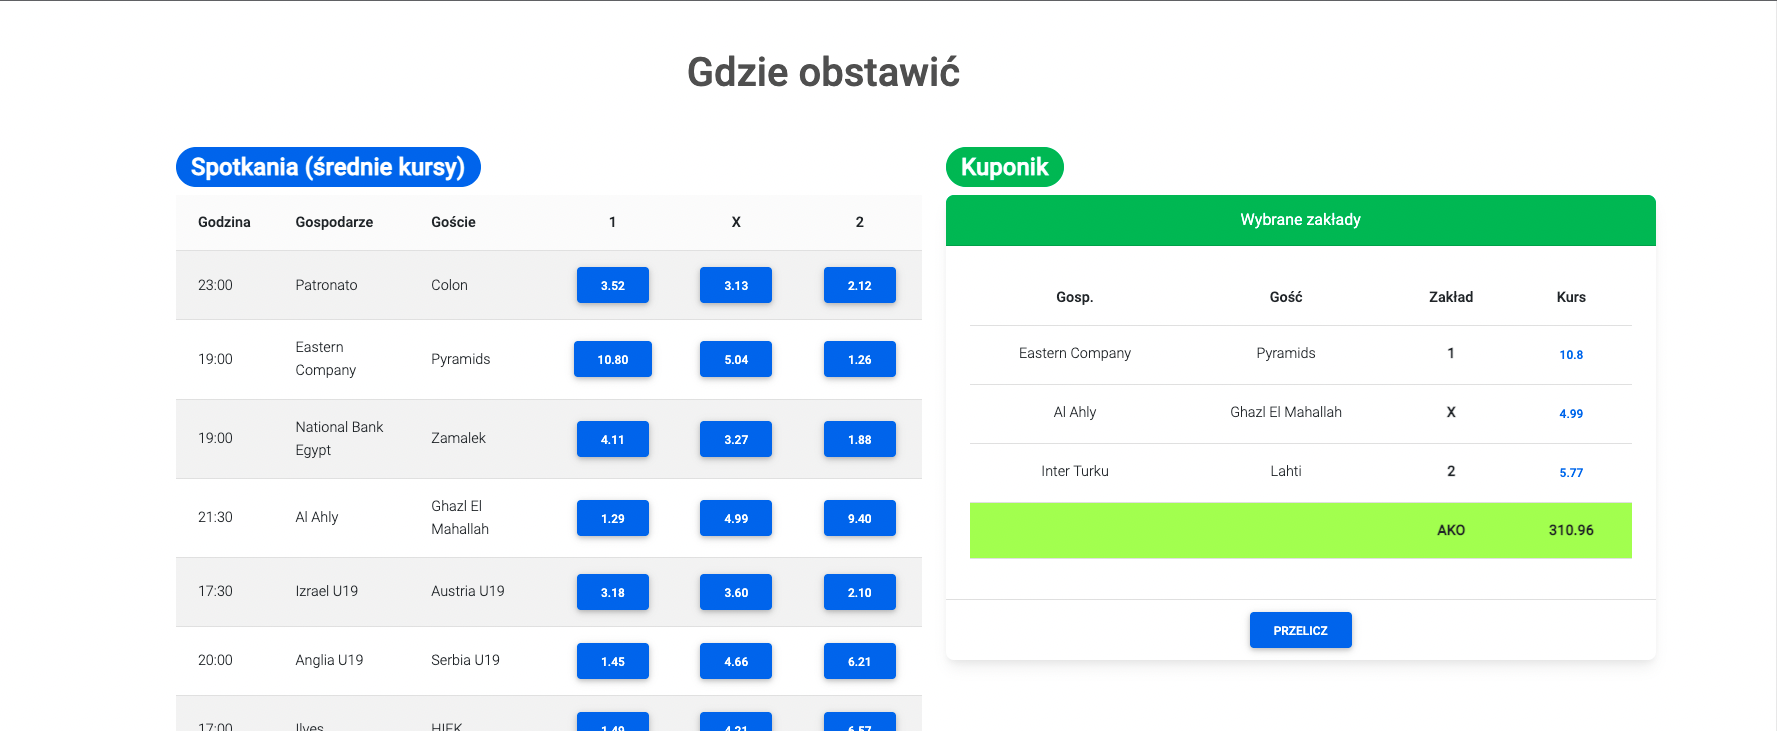 Gdzie obstawić
Spotkania (średnie kursy)
Godzina Gospodarze Goście 1 X 2
23:00 Patronato Colon 3.52 3.13 2.12
19:00 Eastern Company Pyramids 10.80 5.04 1.26
19:00 National Bank Egypt Zamalek 4.11 3.27 1.88
21:30 Al Ahly Ghazl El Mahallah 1.29 4.99 9.40
17:30 Izrael U19 Austria U19 3.18 3.60 2.10
20:00 Anglia U19 Serbia U19 1.45 4.66 6.21
17:00 Ilves HIFK 1.49 4.21 6.57
Kuponik
Wybrane zakłady
Gosp. Gość Zakład Kurs
Eastern Company Pyramids 1 10.8
Al Ahly Ghazl El Mahallah X 4.99
Inter Turku Lahti 2 5.77
AKO 310.96
PRZELICZ